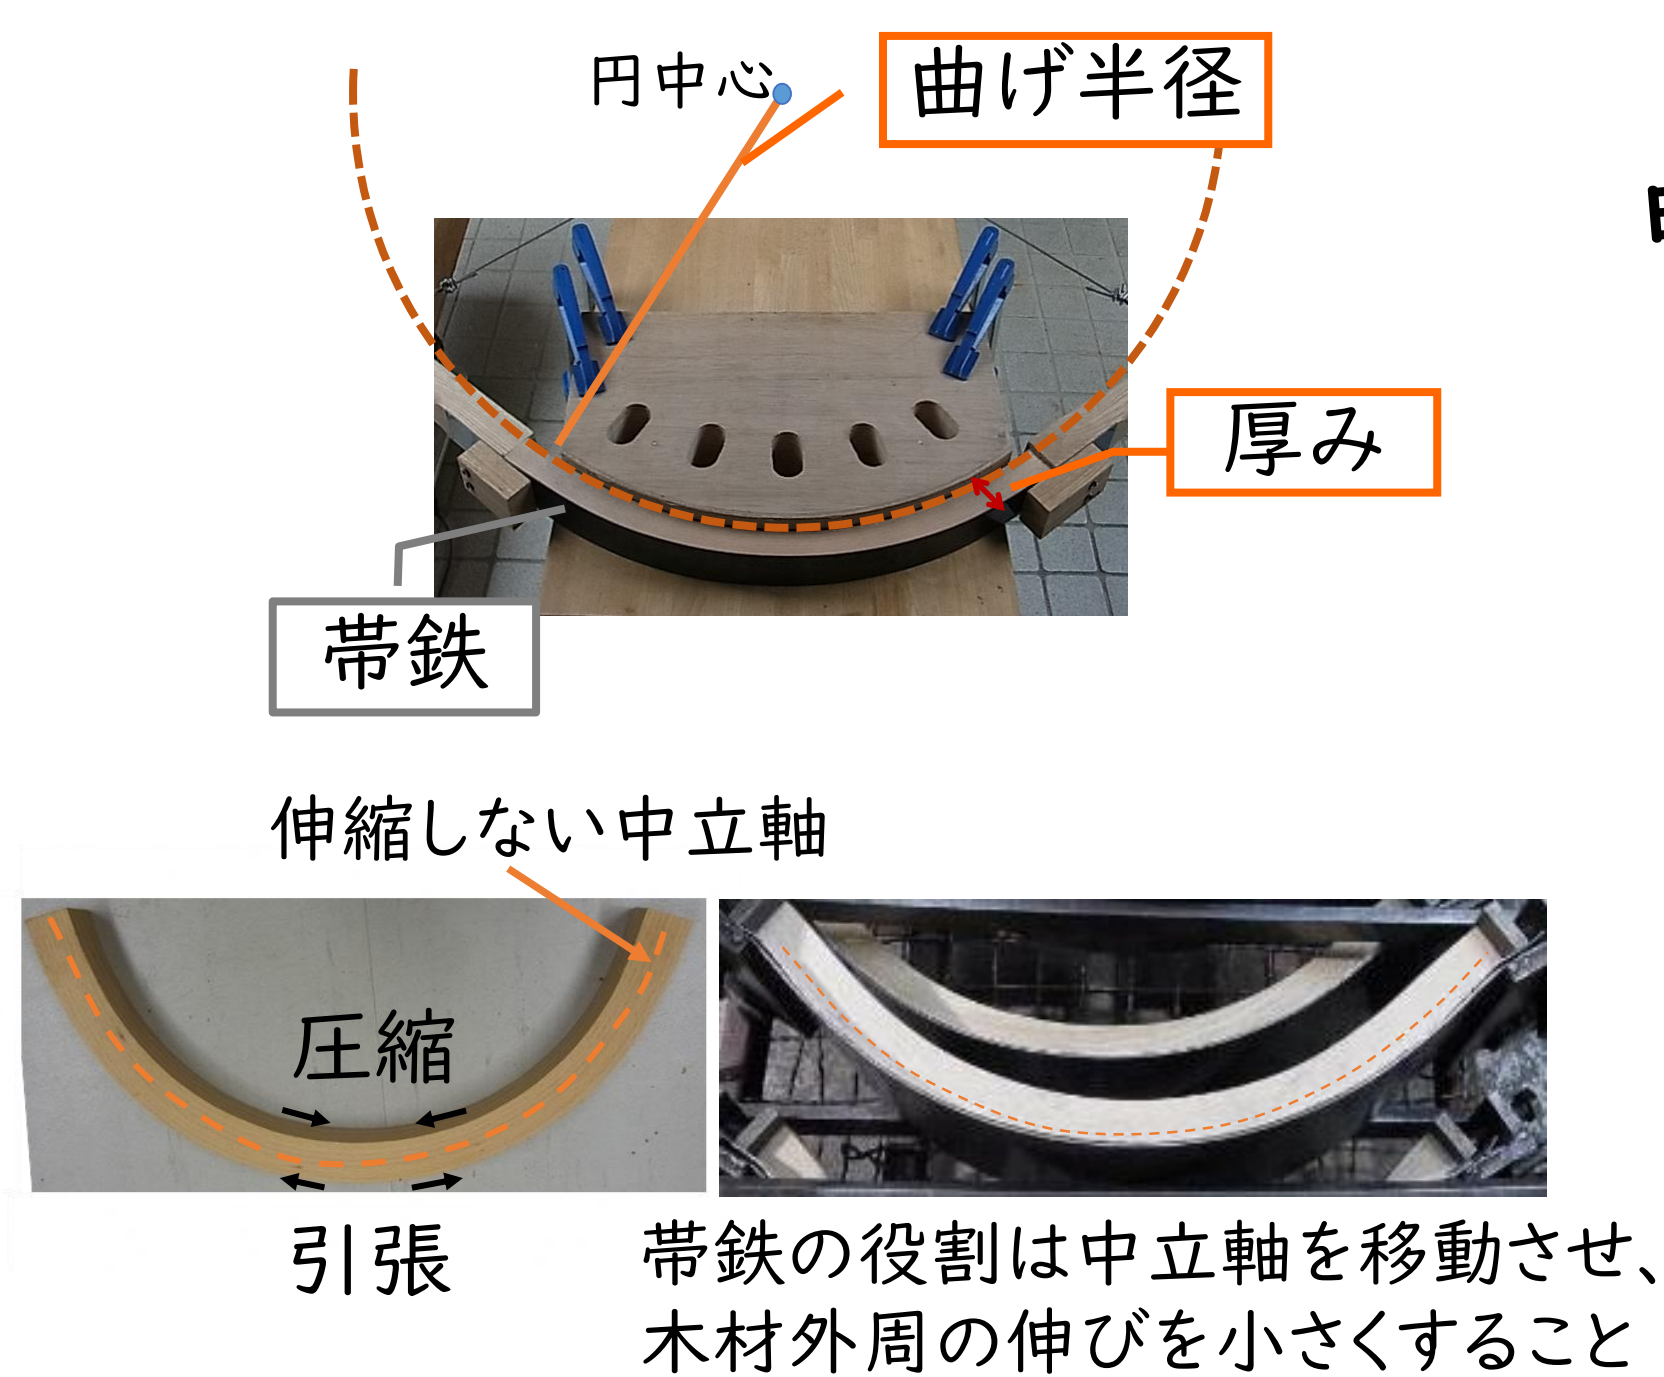 円中心
曲げ半径
厚み
帯鉄
伸縮しない中立軸
圧縮
引張
帯鉄の役割は中立軸を移動させ、
木材外周の伸びを小さくすること